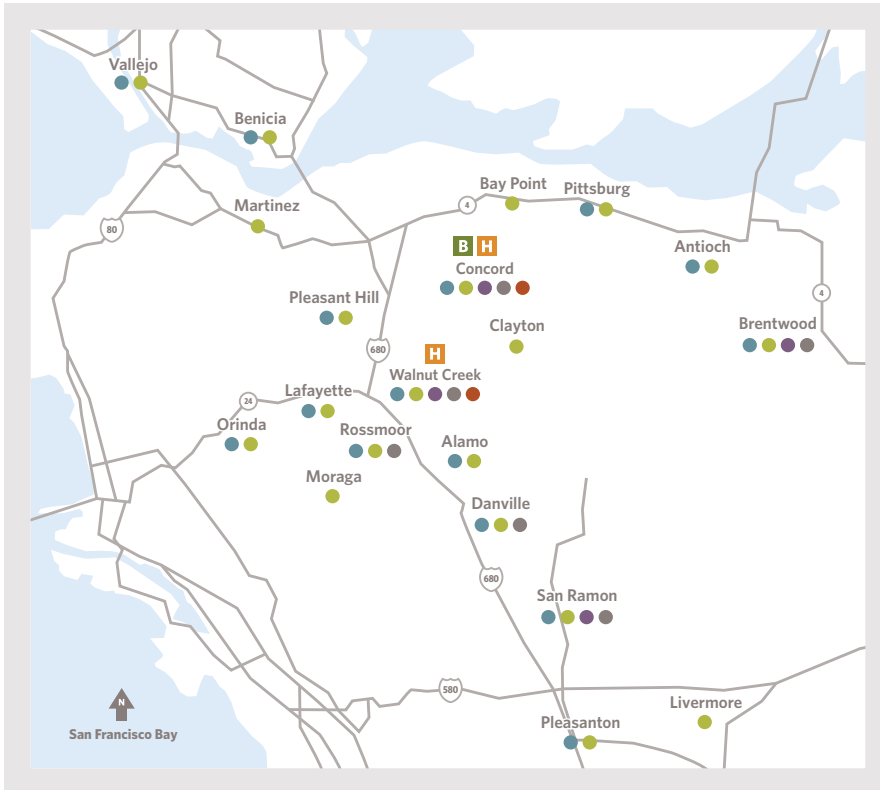 Vallejo
Benicia
Bay Point
Pittsburg
Martinez
4
80
B H
Antioch
Concord
4
Pleasant Hill
Clayton
Brentwood
680
H
Walnut Creek
Lafayette
24
Orinda
Rossmoor
Alamo
Moraga
Danville
680
San Ramon
580
N
Livermore
Pleasanton
San Francisco Bay